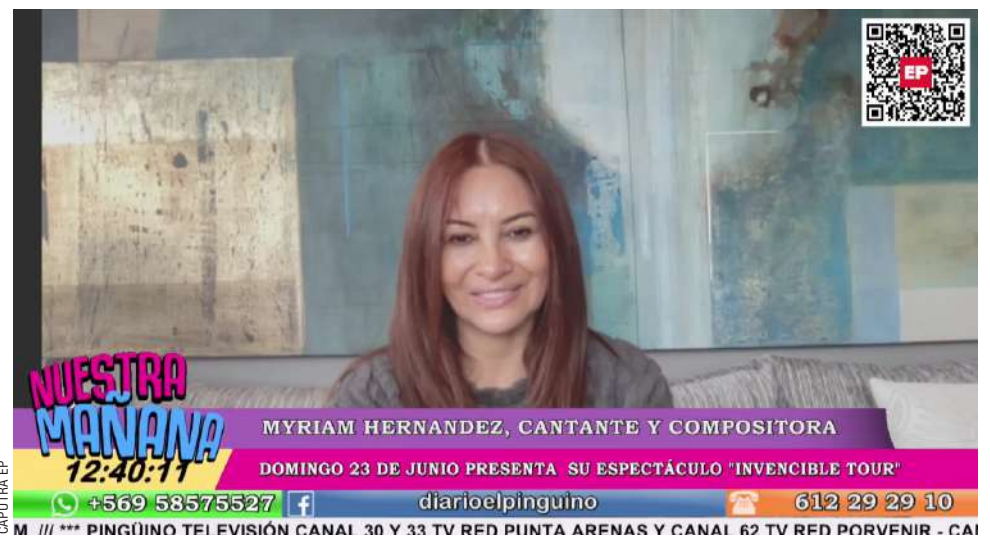 EP
NUESTRA
MAÑANA
MYRIAM HERNANDEZ, CANTANTE Y COMPOSITORA
12:40:11
DOMINGO 23 DE JUNIO PRESENTA SU ESPECTÁCULO "INVENCIBLE TOUR"
+569 58575527
diarioelpinguino
612 29 29 10
M /// *** PINGÜINO TELEVISIÓN CANAL 30 Y 33 TV RED PUNTA ARENAS Y CANAL 62 TV RED PORVENIR - CAN
CAPUTRA EP